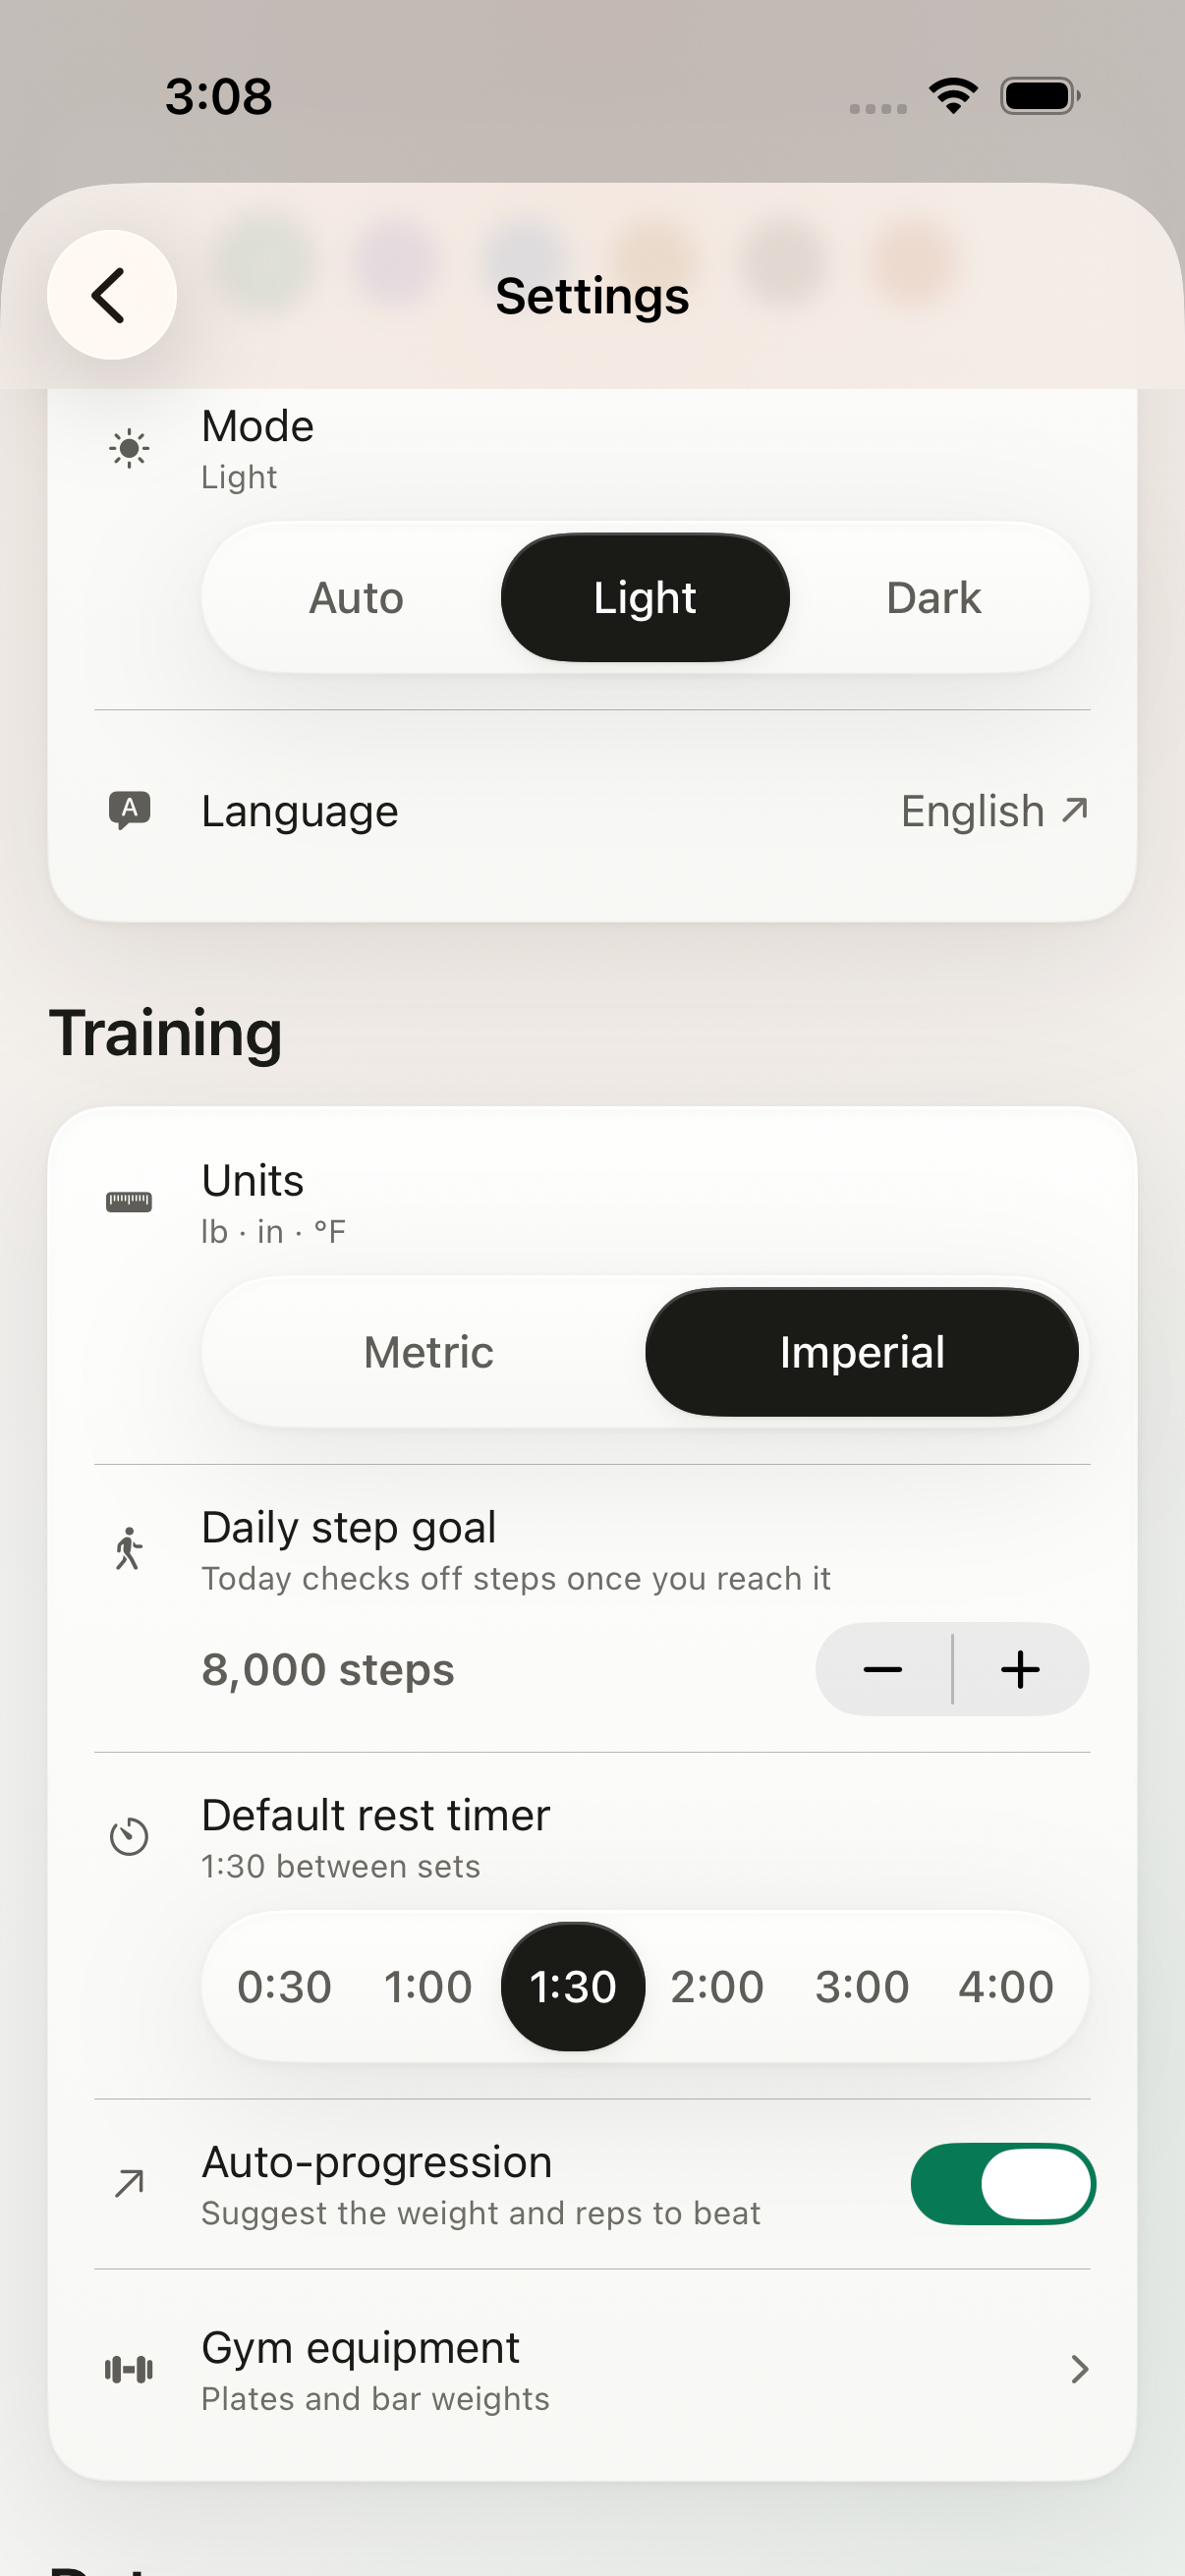 3:08
Settings
Mode
Light
Auto Light Dark
A Language English
Training
Units
lb · in · °F
Metric Imperial
Daily step goal
Today checks off steps once you reach it
8,000 steps
Default rest timer
1:30 between sets
0:30 1:00 1:30 2:00 3:00 4:00
Auto-progression
Suggest the weight and reps to beat
Gym equipment
Plates and bar weights